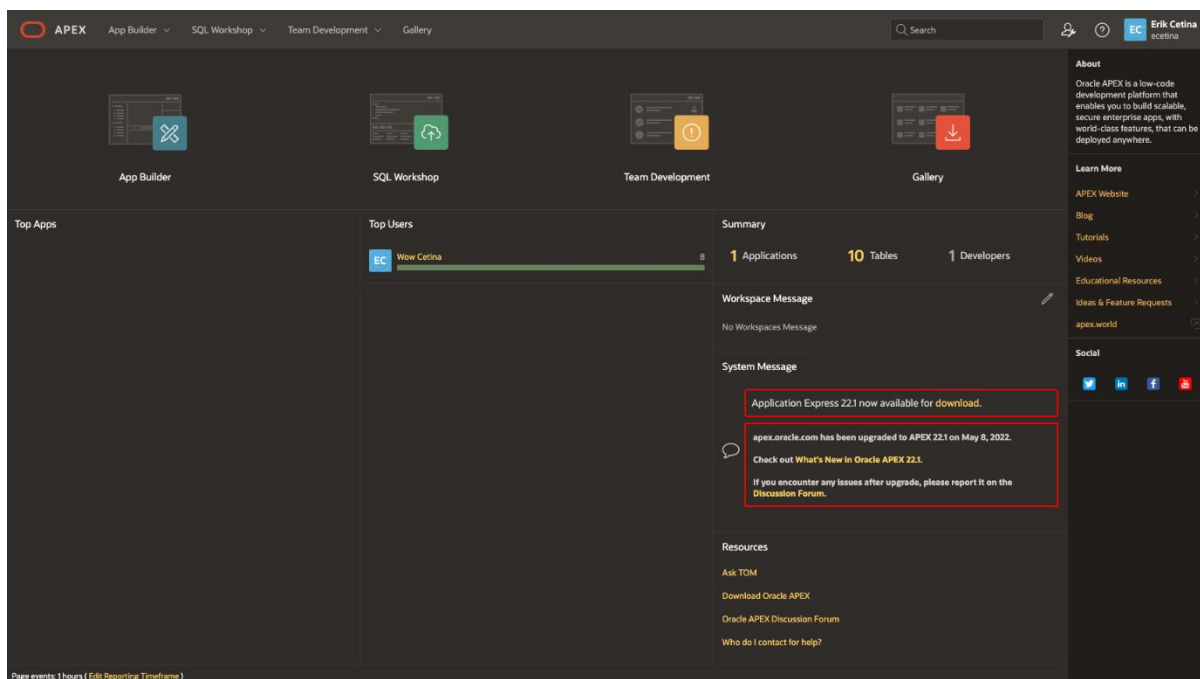 APEX App Builder SQL Workshop Team Development Gallery Search EC Erik Cetina
ecetina
App Builder SQL Workshop Team Development Gallery
Top Apps
Top Users
EC Wow Cetina 8
Summary
1 Applications 10 Tables 1 Developers
Workspace Message
No Workspaces Message
System Message
Application Express 22.1 now available for download.
apex.oracle.com has been upgraded to APEX 22.1 on May 8, 2022.
Check out What's New in Oracle APEX 22.1.
If you encounter any issues after upgrade, please report it on the
Discussion Forum.
Resources
Ask TOM
Download Oracle APEX
Oracle APEX Discussion Forum
Who do I contact for help?
About
Oracle APEX is a low-code
development platform that
enables you to build scalable,
secure enterprise apps, with
world-class features, that can be
deployed anywhere.
Learn More
APEX Website
Blog
Tutorials
Videos
Educational Resources
Ideas & Feature Requests
apex.world
Social
Page events: 1 hours ( Edit Reporting Timeframe )